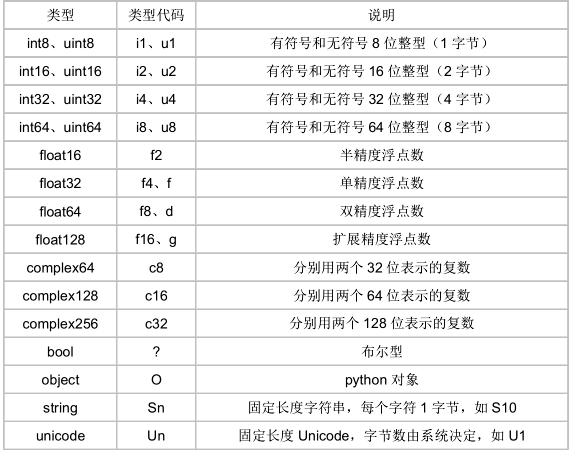 类型 类型代码 说明
int8、uint8 i1、u1 有符号和无符号 8 位整型（1 字节）
int16、uint16 i2、u2 有符号和无符号 16 位整型（2 字节）
int32、uint32 i4、u4 有符号和无符号 32 位整型（4 字节）
int64、uint64 i8、u8 有符号和无符号 64 位整型（8 字节）
float16 f2 半精度浮点数
float32 f4、f 单精度浮点数
float64 f8、d 双精度浮点数
float128 f16、g 扩展精度浮点数
complex64 c8 分别用两个 32 位表示的复数
complex128 c16 分别用两个 64 位表示的复数
complex256 c32 分别用两个 128 位表示的复数
bool ? 布尔型
object O python 对象
string Sn 固定长度字符串，每个字符 1 字节，如 S10
unicode Un 固定长度 Unicode，字节数由系统决定，如 U1